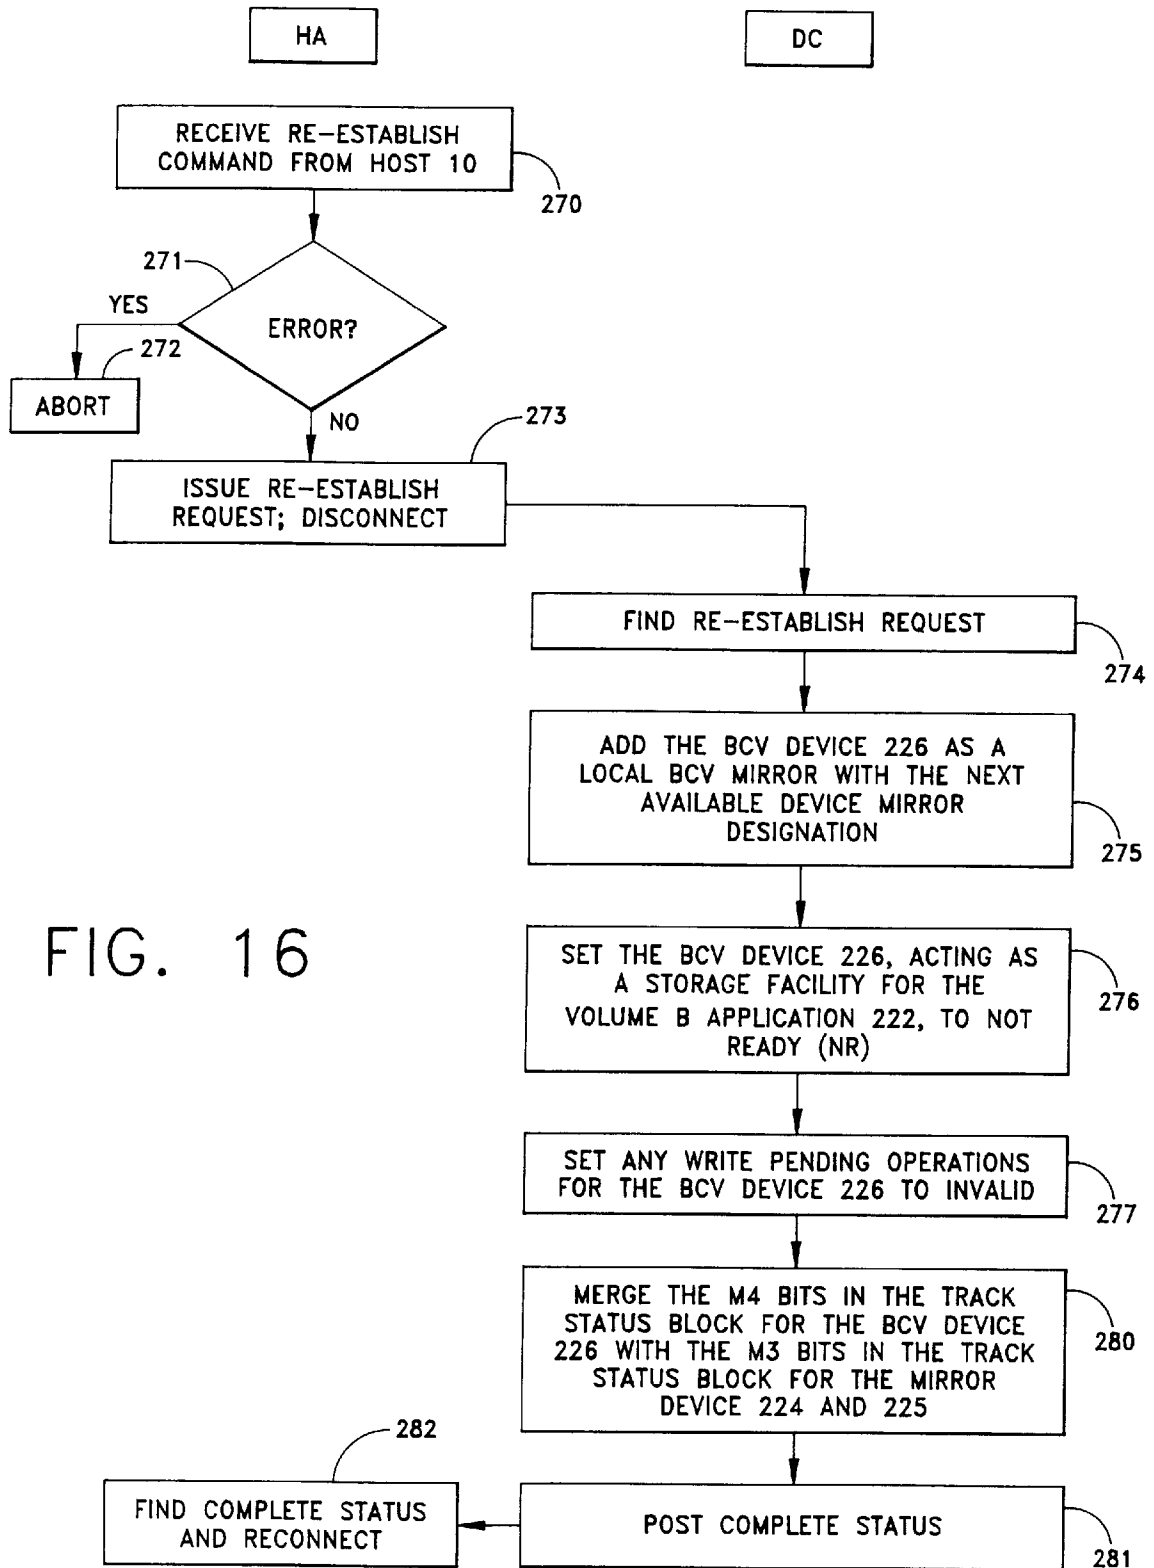 HA
DC
RECEIVE RE-ESTABLISH
COMMAND FROM HOST 10
270
271
YES
ERROR?
272
ABORT
NO
273
ISSUE RE-ESTABLISH
REQUEST; DISCONNECT
FIND RE-ESTABLISH REQUEST
274
ADD THE BCV DEVICE 226 AS A
LOCAL BCV MIRROR WITH THE NEXT
AVAILABLE DEVICE MIRROR
DESIGNATION
275
FIG. 16
SET THE BCV DEVICE 226, ACTING AS
A STORAGE FACILITY FOR THE
VOLUME B APPLICATION 222, TO NOT
READY (NR)
276
SET ANY WRITE PENDING OPERATIONS
FOR THE BCV DEVICE 226 TO INVALID
277
MERGE THE M4 BITS IN THE TRACK
STATUS BLOCK FOR THE BCV DEVICE
226 WITH THE M3 BITS IN THE TRACK
STATUS BLOCK FOR THE MIRROR
DEVICE 224 AND 225
280
282
FIND COMPLETE STATUS
AND RECONNECT
POST COMPLETE STATUS
281